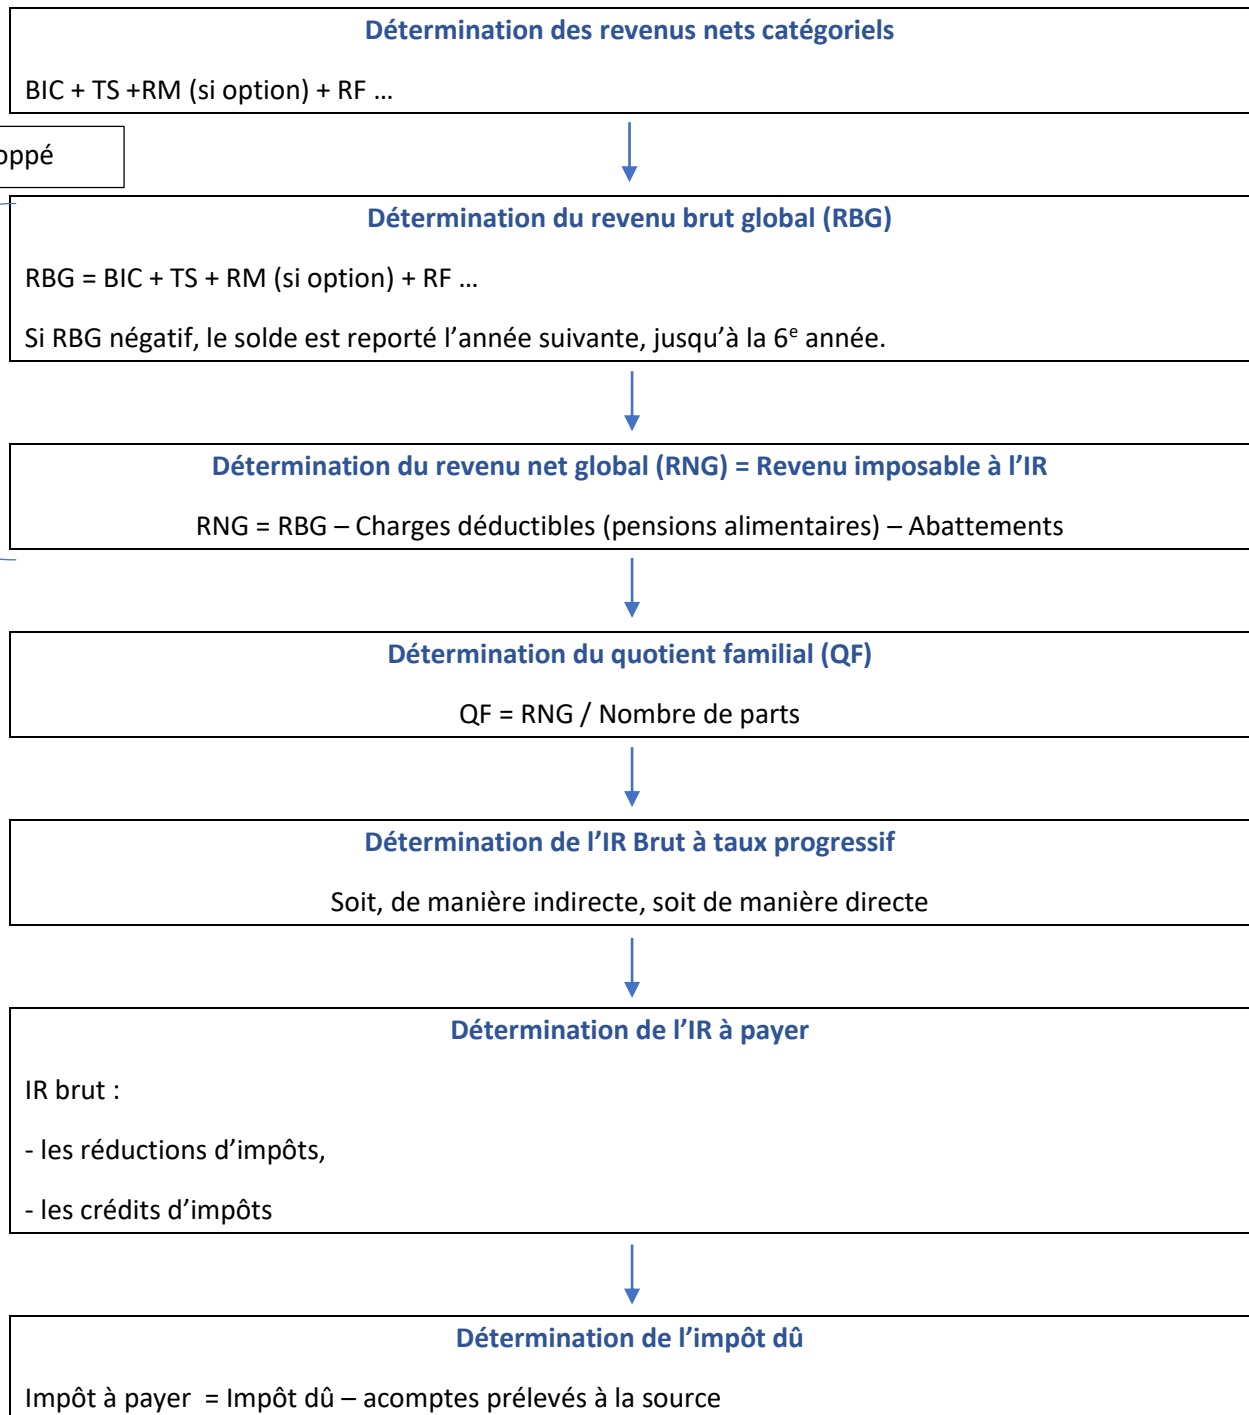 Détermination des revenus nets catégoriels
BIC + TS +RM (si option) + RF …
oppé
Détermination du revenu brut global (RBG)
RBG = BIC + TS + RM (si option) + RF …
Si RBG négatif, le solde est reporté l’année suivante, jusqu’à la 6e année.
Détermination du revenu net global (RNG) = Revenu imposable à l’IR
RNG = RBG – Charges déductibles (pensions alimentaires) – Abattements
Détermination du quotient familial (QF)
QF = RNG / Nombre de parts
Détermination de l’IR Brut à taux progressif
Soit, de manière indirecte, soit de manière directe
Détermination de l’IR à payer
IR brut :
- les réductions d’impôts,
- les crédits d’impôts
Détermination de l’impôt dû
Impôt à payer  = Impôt dû – acomptes prélevés à la source